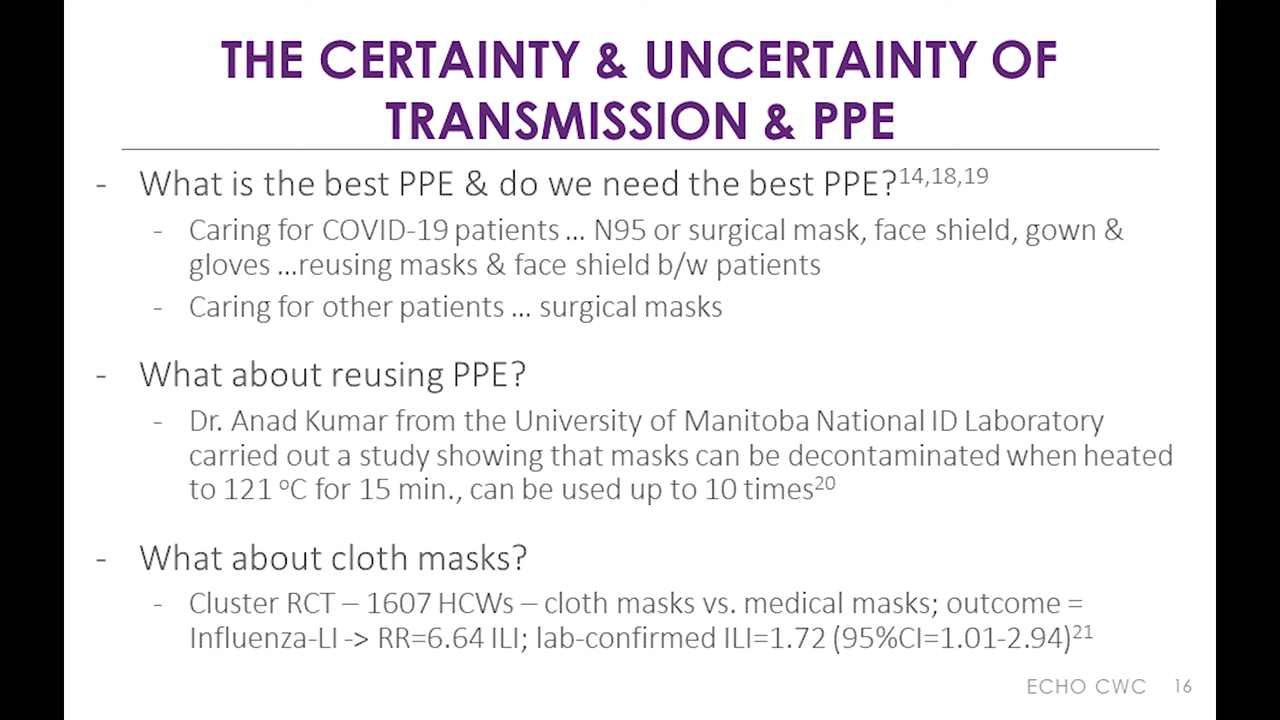 THE CERTAINTY & UNCERTAINTY OF
TRANSMISSION & PPE
- What is the best PPE & do we need the best PPE?14,18,19
- Caring for COVID-19 patients … N95 or surgical mask, face shield, gown &
gloves …reusing masks & face shield b/w patients
- Caring for other patients … surgical masks
- What about reusing PPE?
- Dr. Anad Kumar from the University of Manitoba National ID Laboratory
carried out a study showing that masks can be decontaminated when heated
to 121 oC for 15 min., can be used up to 10 times20
- What about cloth masks?
- Cluster RCT – 1607 HCWs – cloth masks vs. medical masks; outcome =
Influenza-LI -> RR=6.64 ILI; lab-confirmed ILI=1.72 (95%CI=1.01-2.94)21
ECHO CWC 16